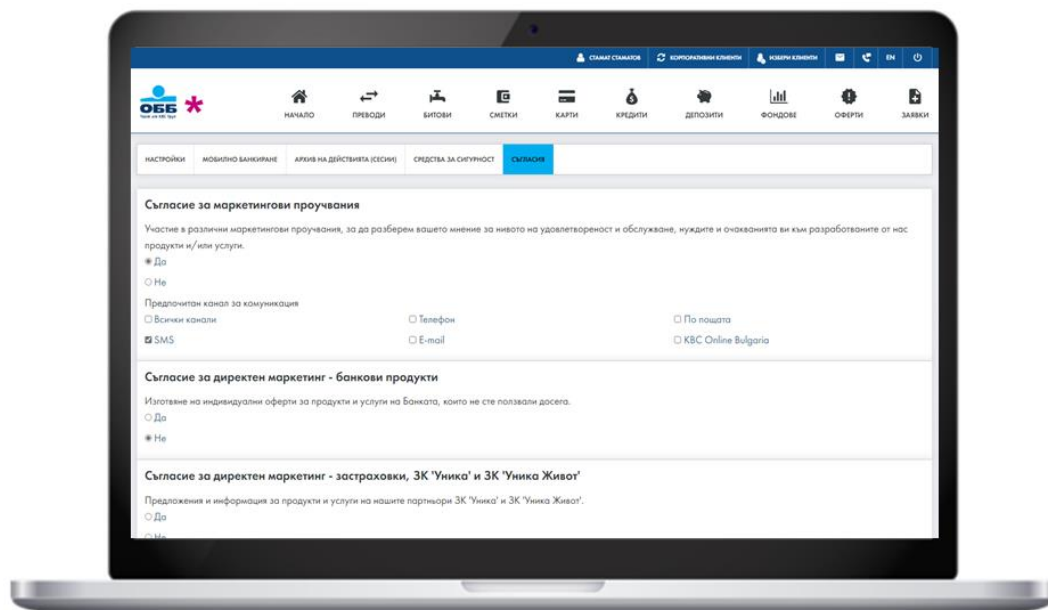 СТАМАТ СТАМАТОВ КОРПОРАТИВНИ КЛИЕНТИ ИЗБЕРИ КЛИЕНТИ EN
ОББ
НАЧАЛО ПРЕВОДИ БИТОВИ СМЕТКИ КАРТИ КРЕДИТИ ДЕПОЗИТИ ФОНДОВЕ ОФЕРТИ ЗАЯВКИ
НАСТРОЙКИ МОБИЛНО БАНКИРАНЕ АРХИВ НА ДЕЙСТВИЯТА (СЕСИИ) СРЕДСТВА ЗА СИГУРНОСТ СЪГЛАСИЯ
Съгласие за маркетингови проучвания
Участие в различни маркетингови проучвания, за да разберем вашето мнение за нивото на удовлетвореност и обслужване, нуждите и очакванията ви към разработваните от нас
продукти и/или услуги.
Да
Не
Предпочитан канал за комуникация
Всички канали Телефон По пощата
SMS E-mail KBC Online Bulgaria
Съгласие за директен маркетинг - банкови продукти
Изготвяне на индивидуални оферти за продукти и услуги на Банката, които не сте ползвали досега.
Да
Не
Съгласие за директен маркетинг - застраховки, ЗК 'Уника' и ЗК 'Уника Живот'
Предложения и информация за продукти и услуги на нашите партньори ЗК 'Уника' и ЗК 'Уника Живот'.
Да
Не